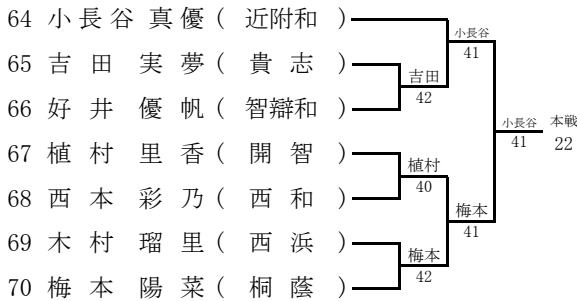 64 小長谷 真優 ( 近附和 )
小長谷
41
65 吉田 実夢 ( 貴志 )
吉田
42
66 好井 優帆 ( 智辯和 )
小長谷
41
本戦
22
67 植村 里香 ( 開智 )
植村
40
68 西本 彩乃 ( 西和 )
梅本
41
69 木村 瑠里 ( 西浜 )
梅本
42
70 梅本 陽菜 ( 桐蔭 )